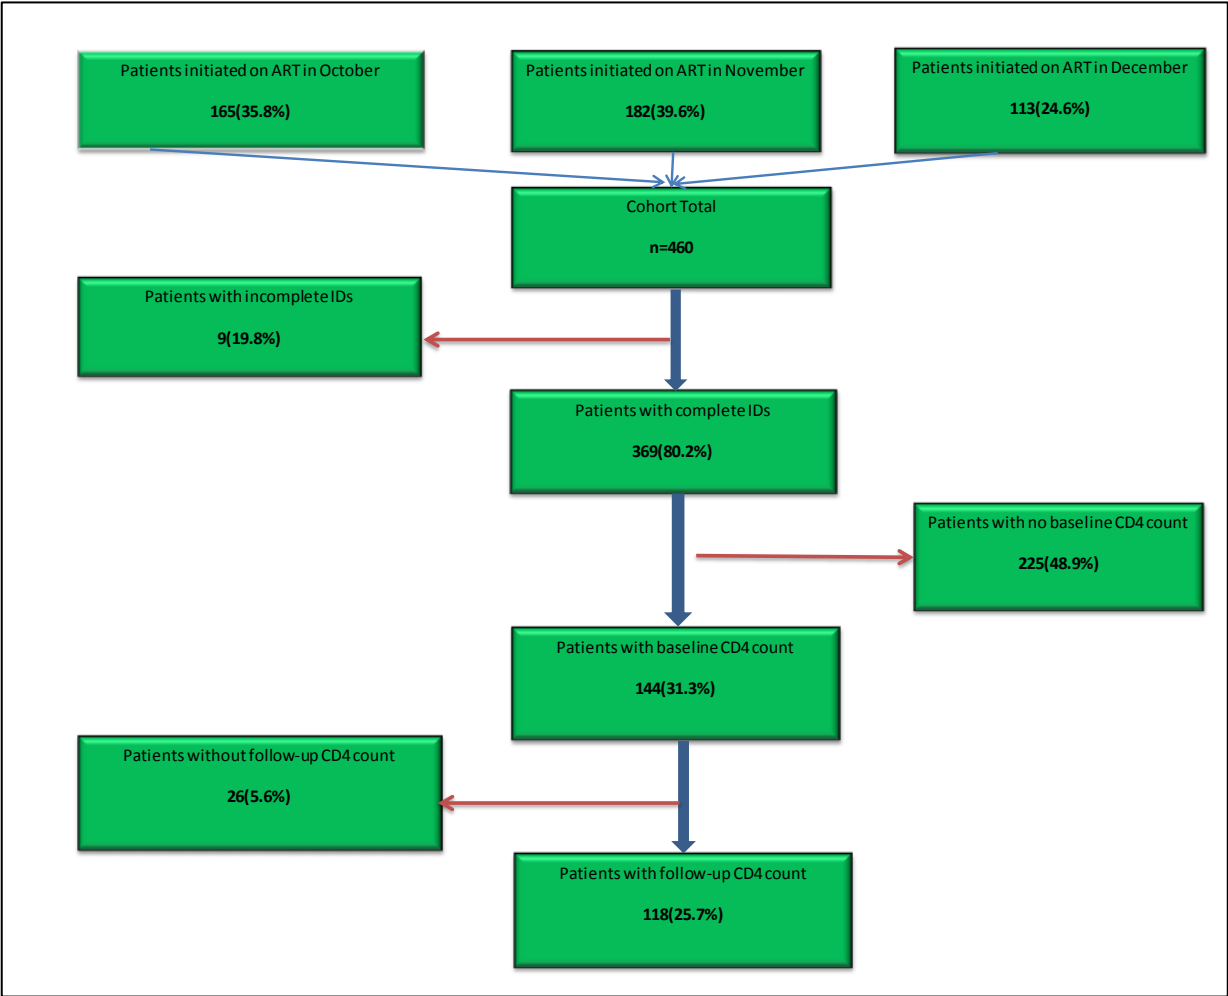 Patients initiated on ART in October
165(35.8%)
Patients initiated on ART in November
182(39.6%)
Patients initiated on ART in December
113(24.6%)
Cohort Total
n=460
Patients with incomplete IDs
9(19.8%)
Patients with complete IDs
369(80.2%)
Patients with no baseline CD4 count
225(48.9%)
Patients with baseline CD4 count
144(31.3%)
Patients without follow-up CD4 count
26(5.6%)
Patients with follow-up CD4 count
118(25.7%)